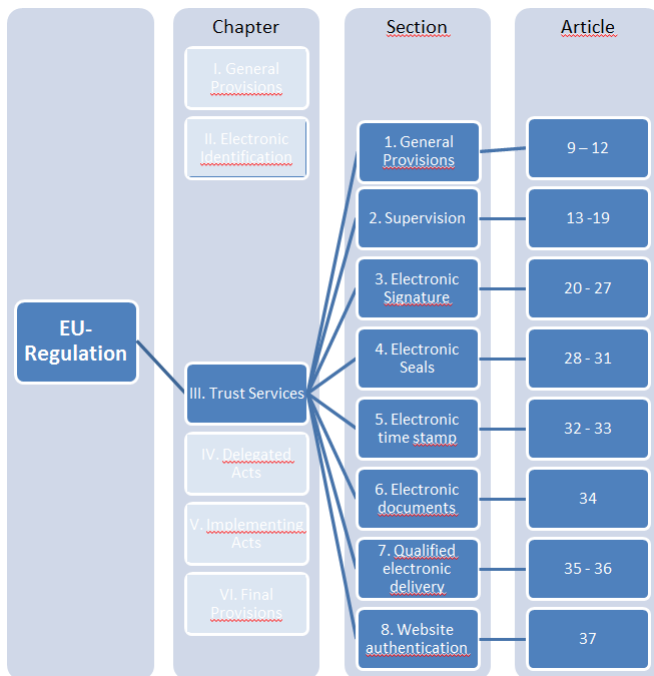 Chapter
Section
Article
I. General
Provisions
II. Electronic
Identification
EU-
Regulation
III. Trust Services
IV. Delegated
Acts
V. Implementing
Acts
VI. Final
Provisions
1. General
Provisions
2. Supervision
3. Electronic
Signature
4. Electronic
Seals
5. Electronic
time stamp
6. Electronic
documents
7. Qualified
electronic
delivery
8. Website
authentication
9 – 12
13 -19
20 - 27
28 - 31
32 - 33
34
35 - 36
37